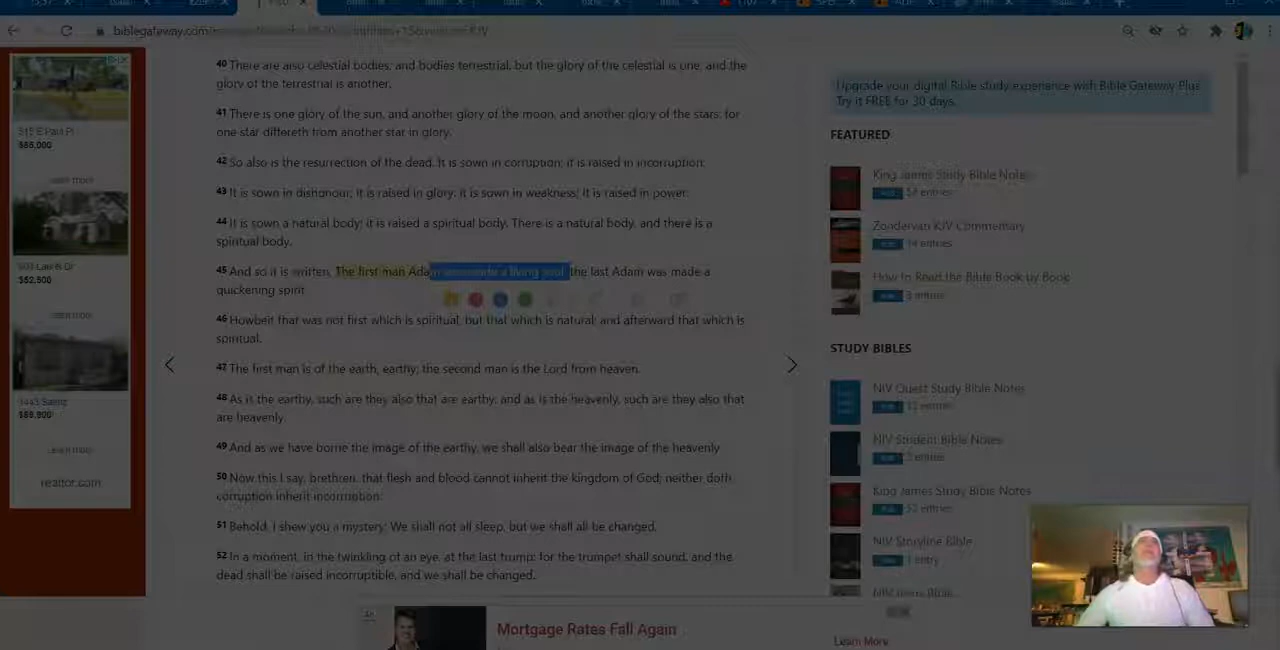 biblegateway.com/
40 There are also celestial bodies, and bodies terrestrial: but the glory of the celestial is one, and the
glory of the terrestrial is another.
41 There is one glory of the sun, and another glory of the moon, and another glory of the stars: for
one star differeth from another star in glory.
42 So also is the resurrection of the dead. It is sown in corruption; it is raised in incorruption:
43 It is sown in dishonour; it is raised in glory: it is sown in weakness; it is raised in power:
44 It is sown a natural body; it is raised a spiritual body. There is a natural body, and there is a
spiritual body.
45 And so it is written, The first man Adam was made a living soul; the last Adam was made a
quickening spirit.
46 Howbeit that was not first which is spiritual, but that which is natural; and afterward that which is
spiritual.
47 The first man is of the earth, earthy; the second man is the Lord from heaven.
48 As is the earthy, such are they also that are earthy: and as is the heavenly, such are they also that
are heavenly.
49 And as we have borne the image of the earthy, we shall also bear the image of the heavenly.
50 Now this I say, brethren, that flesh and blood cannot inherit the kingdom of God; neither doth
corruption inherit incorruption.
51 Behold, I shew you a mystery; We shall not all sleep, but we shall all be changed,
52 In a moment, in the twinkling of an eye, at the last trump: for the trumpet shall sound, and the
dead shall be raised incorruptible, and we shall be changed.
Learn more
Learn more
Learn more
realtor.com
Upgrade your digital Bible study experience with Bible Gateway Plus.
Try it FREE for 30 days.
FEATURED
King James Study Bible Notes
entries
Zondervan KJV Commentary
entries
How to Read the Bible Book by Book
3 entries
STUDY BIBLES
NIV Quest Study Bible Notes
entries
NIV Student Bible Notes
entries
King James Study Bible Notes
entries
NIV Storyline Bible
1 entry
Mortgage Rates Fall Again
Learn More